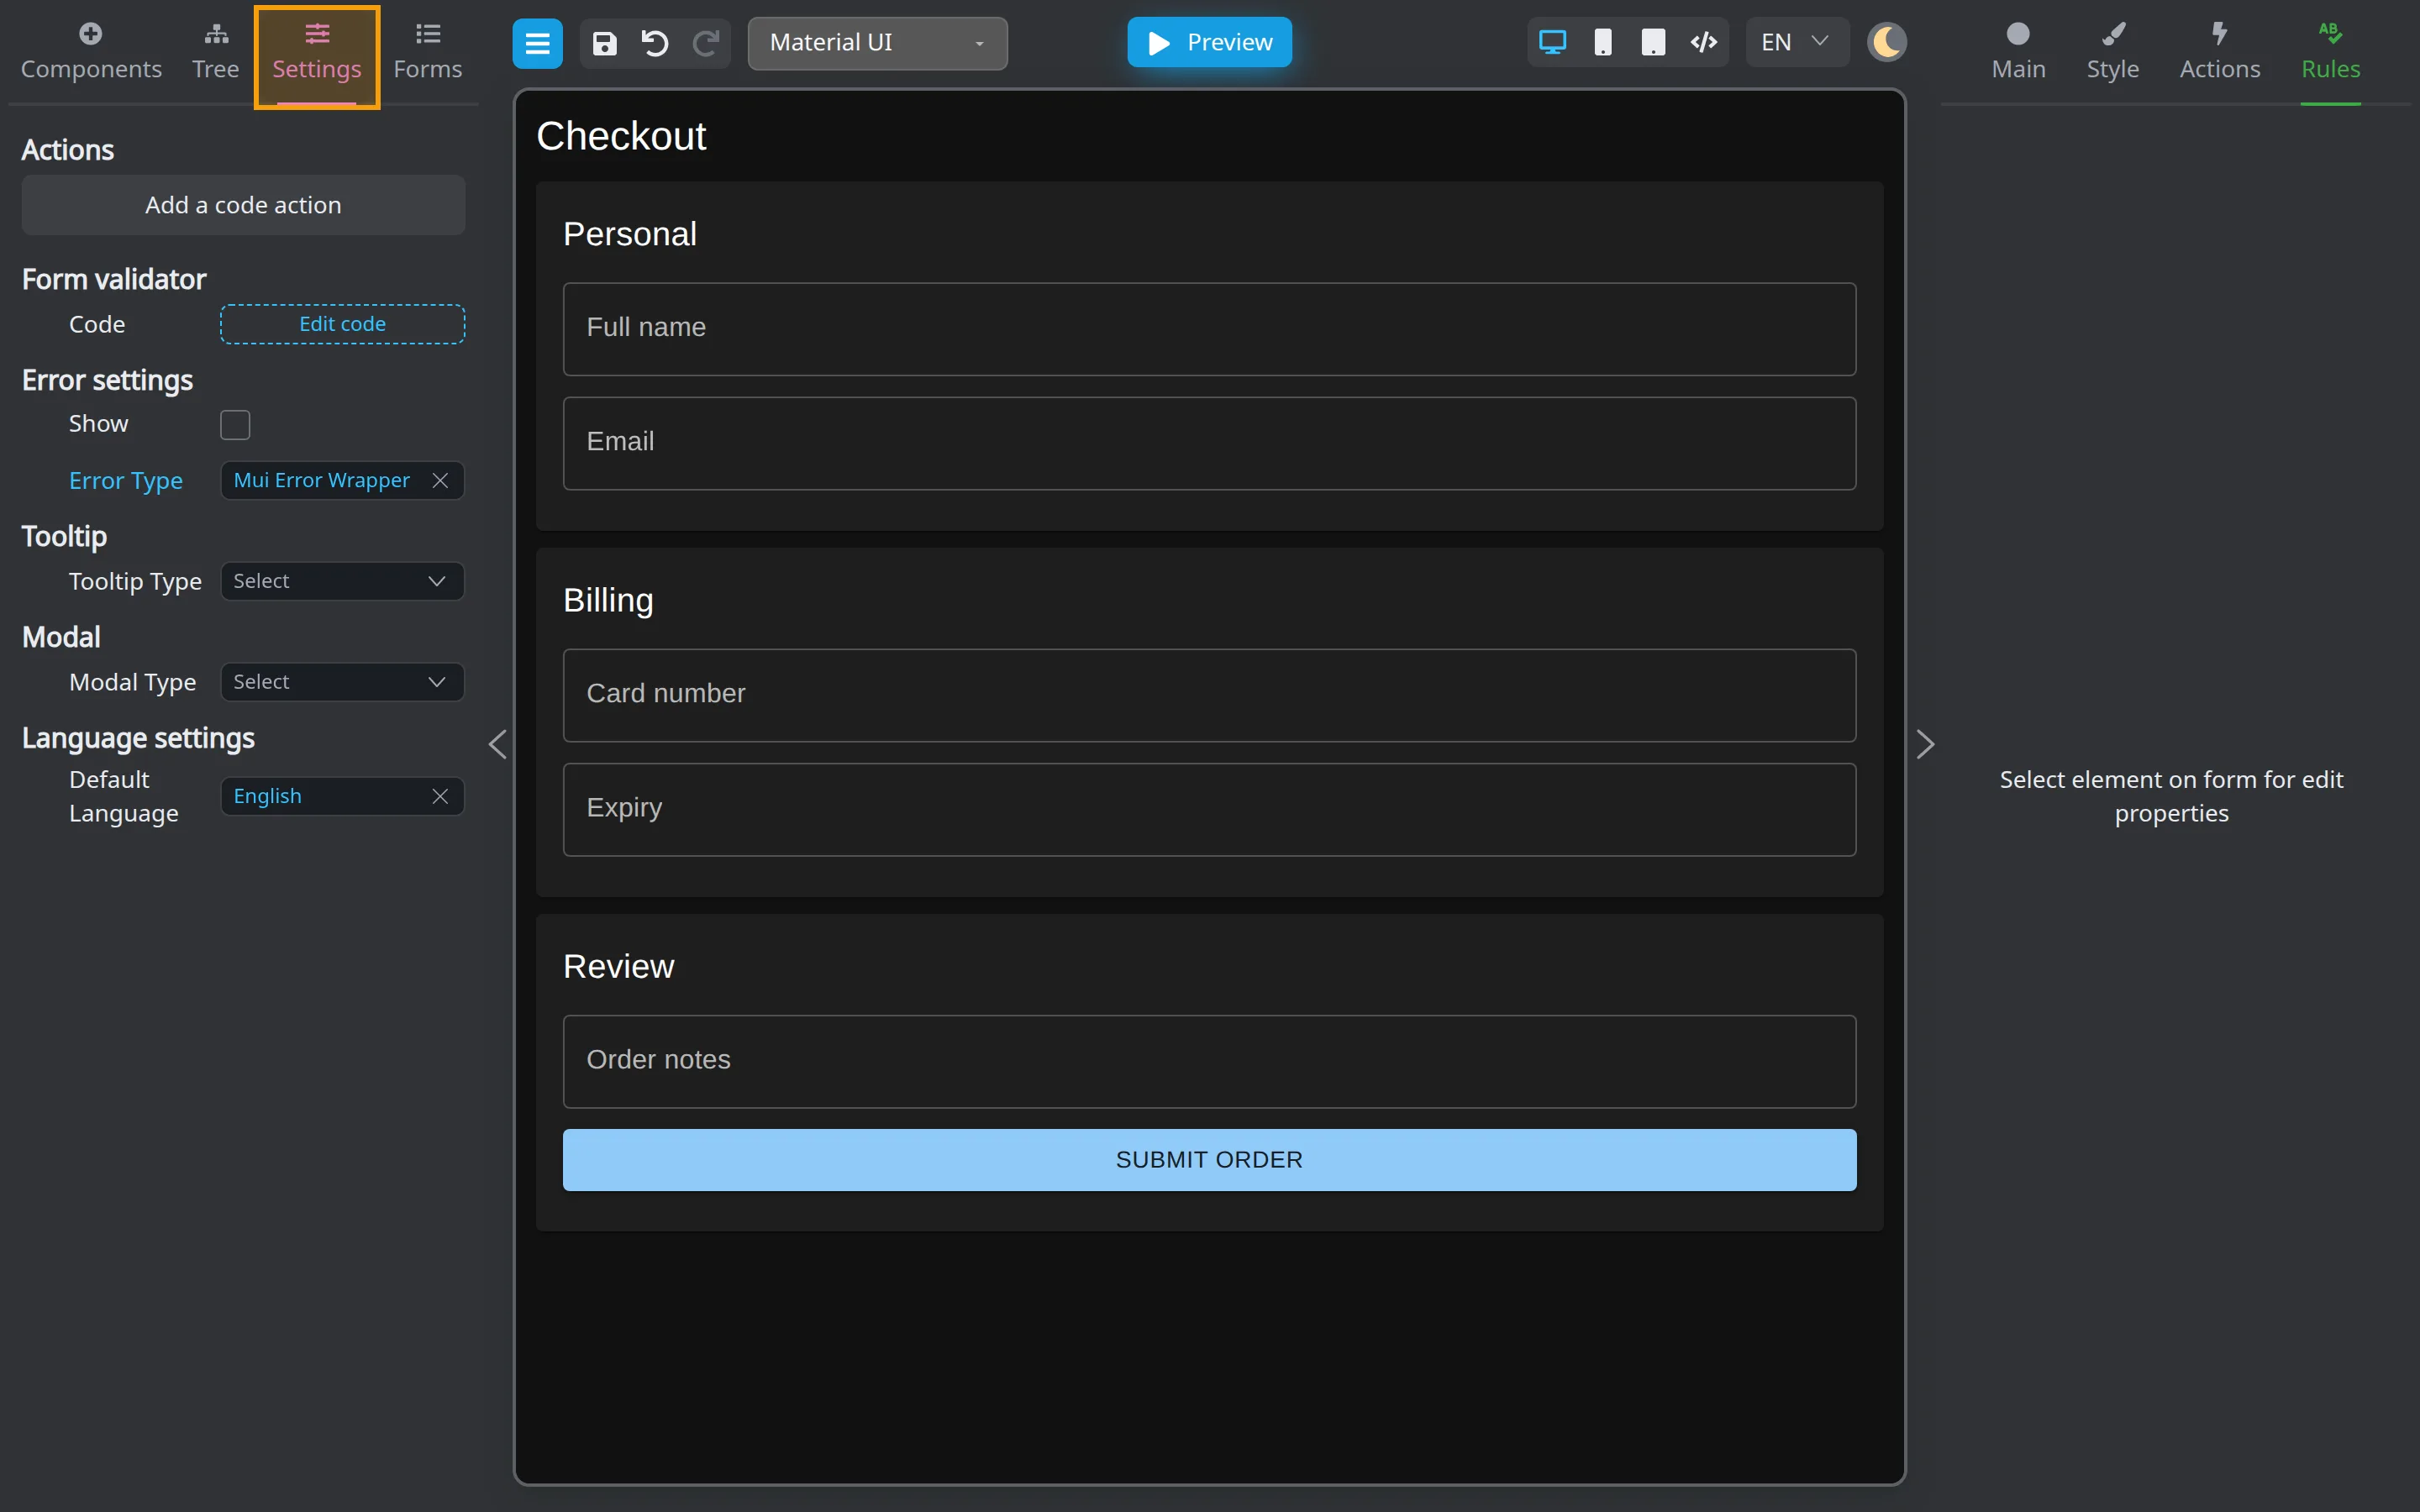 Components
Tree
Settings
Forms
Material UI
Preview
EN
Main
Style
Actions
AB
Rules
Actions
Add a code action
Form validator
Code
Edit code
Error settings
Show
Error Type
Mui Error Wrapper
Tooltip
Tooltip Type
Select
Modal
Modal Type
Select
Language settings
Default
Language
English
Checkout
Personal
Full name
Email
Billing
Card number
Expiry
Review
Order notes
SUBMIT ORDER
Select element on form for edit
properties